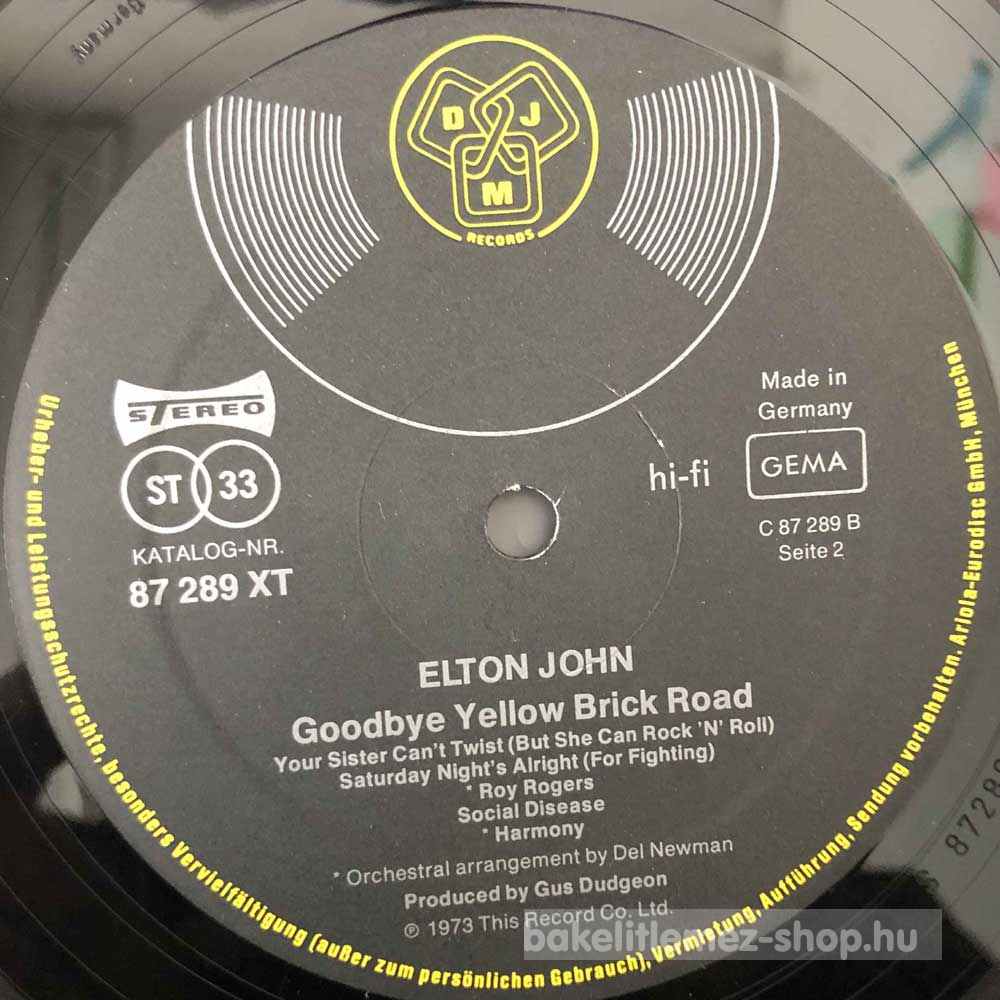 Germany
D J
M
RECORDS
STEREO
ST 33
KATALOG-NR.
87 289 XT
Made in
Germany
hi-fi
GEMA
C 87 289 B
Seite 2
ELTON JOHN
Goodbye Yellow Brick Road
Your Sister Can't Twist (But She Can Rock 'N' Roll)
Saturday Night's Alright (For Fighting)
* Roy Rogers
Social Disease
* Harmony
* Orchestral arrangement by Del Newman
Produced by Gus Dudgeon
℗ 1973 This Record Co. Ltd.
Urheber- und Leistungsschutzrechte, besonders Vervielfältigung (außer zum persönlichen Gebrauch), Vermietung, Aufführung, Sendung vorbehalten. Ariola-Eurodisc GmbH, München
bakelitlemez-shop.hu